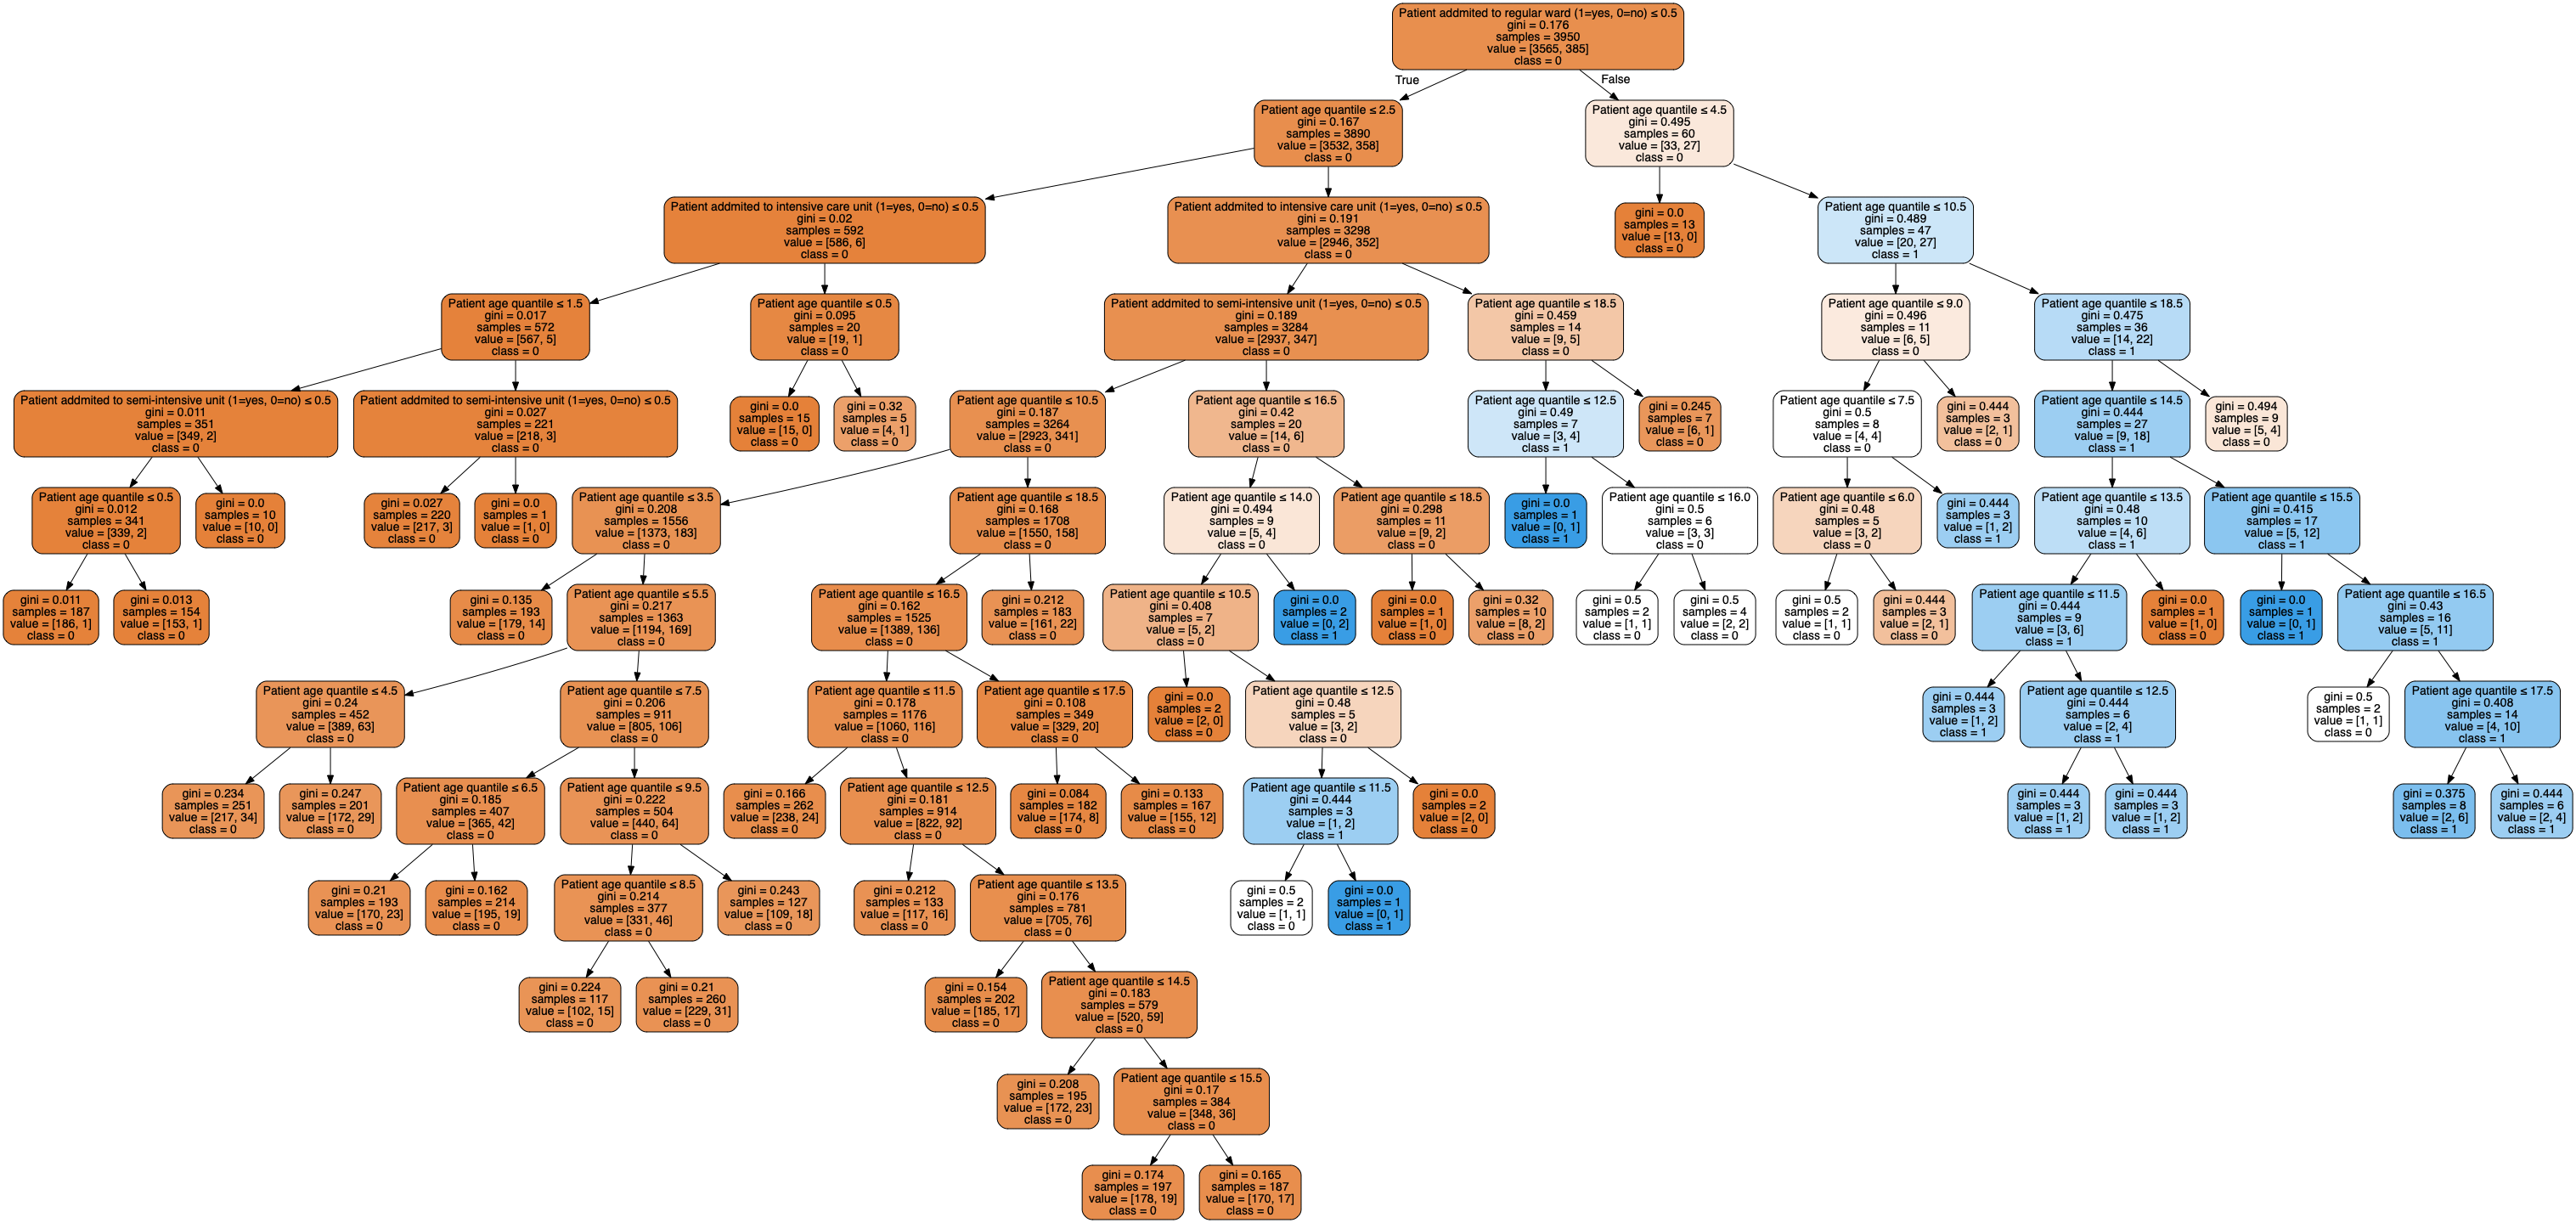 Patient addmited to regular ward (1=yes, 0=no) ≤ 0.5
gini = 0.176
samples = 3950
value = [3565, 385]
class = 0
True
False
Patient age quantile ≤ 2.5
gini = 0.167
samples = 3890
value = [3532, 358]
class = 0
Patient age quantile ≤ 4.5
gini = 0.495
samples = 60
value = [33, 27]
class = 0
Patient addmited to intensive care unit (1=yes, 0=no) ≤ 0.5
gini = 0.02
samples = 592
value = [586, 6]
class = 0
Patient addmited to intensive care unit (1=yes, 0=no) ≤ 0.5
gini = 0.191
samples = 3298
value = [2946, 352]
class = 0
gini = 0.0
samples = 13
value = [13, 0]
class = 0
Patient age quantile ≤ 10.5
gini = 0.489
samples = 47
value = [20, 27]
class = 1
Patient age quantile ≤ 1.5
gini = 0.017
samples = 572
value = [567, 5]
class = 0
Patient age quantile ≤ 0.5
gini = 0.095
samples = 20
value = [19, 1]
class = 0
Patient addmited to semi-intensive unit (1=yes, 0=no) ≤ 0.5
gini = 0.189
samples = 3284
value = [2937, 347]
class = 0
Patient age quantile ≤ 18.5
gini = 0.459
samples = 14
value = [9, 5]
class = 0
Patient age quantile ≤ 9.0
gini = 0.496
samples = 11
value = [6, 5]
class = 0
Patient age quantile ≤ 18.5
gini = 0.475
samples = 36
value = [14, 22]
class = 1
Patient addmited to semi-intensive unit (1=yes, 0=no) ≤ 0.5
gini = 0.011
samples = 351
value = [349, 2]
class = 0
Patient addmited to semi-intensive unit (1=yes, 0=no) ≤ 0.5
gini = 0.027
samples = 221
value = [218, 3]
class = 0
gini = 0.0
samples = 15
value = [15, 0]
class = 0
gini = 0.32
samples = 5
value = [4, 1]
class = 0
Patient age quantile ≤ 10.5
gini = 0.187
samples = 3264
value = [2923, 341]
class = 0
Patient age quantile ≤ 16.5
gini = 0.42
samples = 20
value = [14, 6]
class = 0
Patient age quantile ≤ 12.5
gini = 0.49
samples = 7
value = [3, 4]
class = 1
gini = 0.245
samples = 7
value = [6, 1]
class = 0
Patient age quantile ≤ 7.5
gini = 0.5
samples = 8
value = [4, 4]
class = 0
gini = 0.444
samples = 3
value = [2, 1]
class = 0
Patient age quantile ≤ 14.5
gini = 0.444
samples = 27
value = [9, 18]
class = 1
gini = 0.494
samples = 9
value = [5, 4]
class = 0
Patient age quantile ≤ 0.5
gini = 0.012
samples = 341
value = [339, 2]
class = 0
gini = 0.0
samples = 10
value = [10, 0]
class = 0
gini = 0.027
samples = 220
value = [217, 3]
class = 0
gini = 0.0
samples = 1
value = [1, 0]
class = 0
Patient age quantile ≤ 3.5
gini = 0.208
samples = 1556
value = [1373, 183]
class = 0
Patient age quantile ≤ 18.5
gini = 0.168
samples = 1708
value = [1550, 158]
class = 0
Patient age quantile ≤ 14.0
gini = 0.494
samples = 9
value = [5, 4]
class = 0
Patient age quantile ≤ 18.5
gini = 0.298
samples = 11
value = [9, 2]
class = 0
gini = 0.0
samples = 1
value = [0, 1]
class = 1
Patient age quantile ≤ 16.0
gini = 0.5
samples = 6
value = [3, 3]
class = 0
Patient age quantile ≤ 6.0
gini = 0.48
samples = 5
value = [3, 2]
class = 0
gini = 0.444
samples = 3
value = [1, 2]
class = 1
Patient age quantile ≤ 13.5
gini = 0.48
samples = 10
value = [4, 6]
class = 1
Patient age quantile ≤ 15.5
gini = 0.415
samples = 17
value = [5, 12]
class = 1
gini = 0.011
samples = 187
value = [186, 1]
class = 0
gini = 0.013
samples = 154
value = [153, 1]
class = 0
gini = 0.135
samples = 193
value = [179, 14]
class = 0
Patient age quantile ≤ 5.5
gini = 0.217
samples = 1363
value = [1194, 169]
class = 0
Patient age quantile ≤ 16.5
gini = 0.162
samples = 1525
value = [1389, 136]
class = 0
gini = 0.212
samples = 183
value = [161, 22]
class = 0
Patient age quantile ≤ 10.5
gini = 0.408
samples = 7
value = [5, 2]
class = 0
gini = 0.0
samples = 2
value = [0, 2]
class = 1
gini = 0.0
samples = 1
value = [1, 0]
class = 0
gini = 0.32
samples = 10
value = [8, 2]
class = 0
gini = 0.5
samples = 2
value = [1, 1]
class = 0
gini = 0.5
samples = 4
value = [2, 2]
class = 0
gini = 0.5
samples = 2
value = [1, 1]
class = 0
gini = 0.444
samples = 3
value = [2, 1]
class = 0
Patient age quantile ≤ 11.5
gini = 0.444
samples = 9
value = [3, 6]
class = 1
gini = 0.0
samples = 1
value = [1, 0]
class = 0
gini = 0.0
samples = 1
value = [0, 1]
class = 1
Patient age quantile ≤ 16.5
gini = 0.43
samples = 16
value = [5, 11]
class = 1
Patient age quantile ≤ 4.5
gini = 0.24
samples = 452
value = [389, 63]
class = 0
Patient age quantile ≤ 7.5
gini = 0.206
samples = 911
value = [805, 106]
class = 0
Patient age quantile ≤ 11.5
gini = 0.178
samples = 1176
value = [1060, 116]
class = 0
Patient age quantile ≤ 17.5
gini = 0.108
samples = 349
value = [329, 20]
class = 0
gini = 0.0
samples = 2
value = [2, 0]
class = 0
Patient age quantile ≤ 12.5
gini = 0.48
samples = 5
value = [3, 2]
class = 0
gini = 0.444
samples = 3
value = [1, 2]
class = 1
Patient age quantile ≤ 12.5
gini = 0.444
samples = 6
value = [2, 4]
class = 1
gini = 0.5
samples = 2
value = [1, 1]
class = 0
Patient age quantile ≤ 17.5
gini = 0.408
samples = 14
value = [4, 10]
class = 1
gini = 0.234
samples = 251
value = [217, 34]
class = 0
gini = 0.247
samples = 201
value = [172, 29]
class = 0
Patient age quantile ≤ 6.5
gini = 0.185
samples = 407
value = [365, 42]
class = 0
Patient age quantile ≤ 9.5
gini = 0.222
samples = 504
value = [440, 64]
class = 0
gini = 0.166
samples = 262
value = [238, 24]
class = 0
Patient age quantile ≤ 12.5
gini = 0.181
samples = 914
value = [822, 92]
class = 0
gini = 0.084
samples = 182
value = [174, 8]
class = 0
gini = 0.133
samples = 167
value = [155, 12]
class = 0
Patient age quantile ≤ 11.5
gini = 0.444
samples = 3
value = [1, 2]
class = 1
gini = 0.0
samples = 2
value = [2, 0]
class = 0
gini = 0.444
samples = 3
value = [1, 2]
class = 1
gini = 0.444
samples = 3
value = [1, 2]
class = 1
gini = 0.375
samples = 8
value = [2, 6]
class = 1
gini = 0.444
samples = 6
value = [2, 4]
class = 1
gini = 0.21
samples = 193
value = [170, 23]
class = 0
gini = 0.162
samples = 214
value = [195, 19]
class = 0
Patient age quantile ≤ 8.5
gini = 0.214
samples = 377
value = [331, 46]
class = 0
gini = 0.243
samples = 127
value = [109, 18]
class = 0
gini = 0.212
samples = 133
value = [117, 16]
class = 0
Patient age quantile ≤ 13.5
gini = 0.176
samples = 781
value = [705, 76]
class = 0
gini = 0.5
samples = 2
value = [1, 1]
class = 0
gini = 0.0
samples = 1
value = [0, 1]
class = 1
gini = 0.224
samples = 117
value = [102, 15]
class = 0
gini = 0.21
samples = 260
value = [229, 31]
class = 0
gini = 0.154
samples = 202
value = [185, 17]
class = 0
Patient age quantile ≤ 14.5
gini = 0.183
samples = 579
value = [520, 59]
class = 0
gini = 0.208
samples = 195
value = [172, 23]
class = 0
Patient age quantile ≤ 15.5
gini = 0.17
samples = 384
value = [348, 36]
class = 0
gini = 0.174
samples = 197
value = [178, 19]
class = 0
gini = 0.165
samples = 187
value = [170, 17]
class = 0